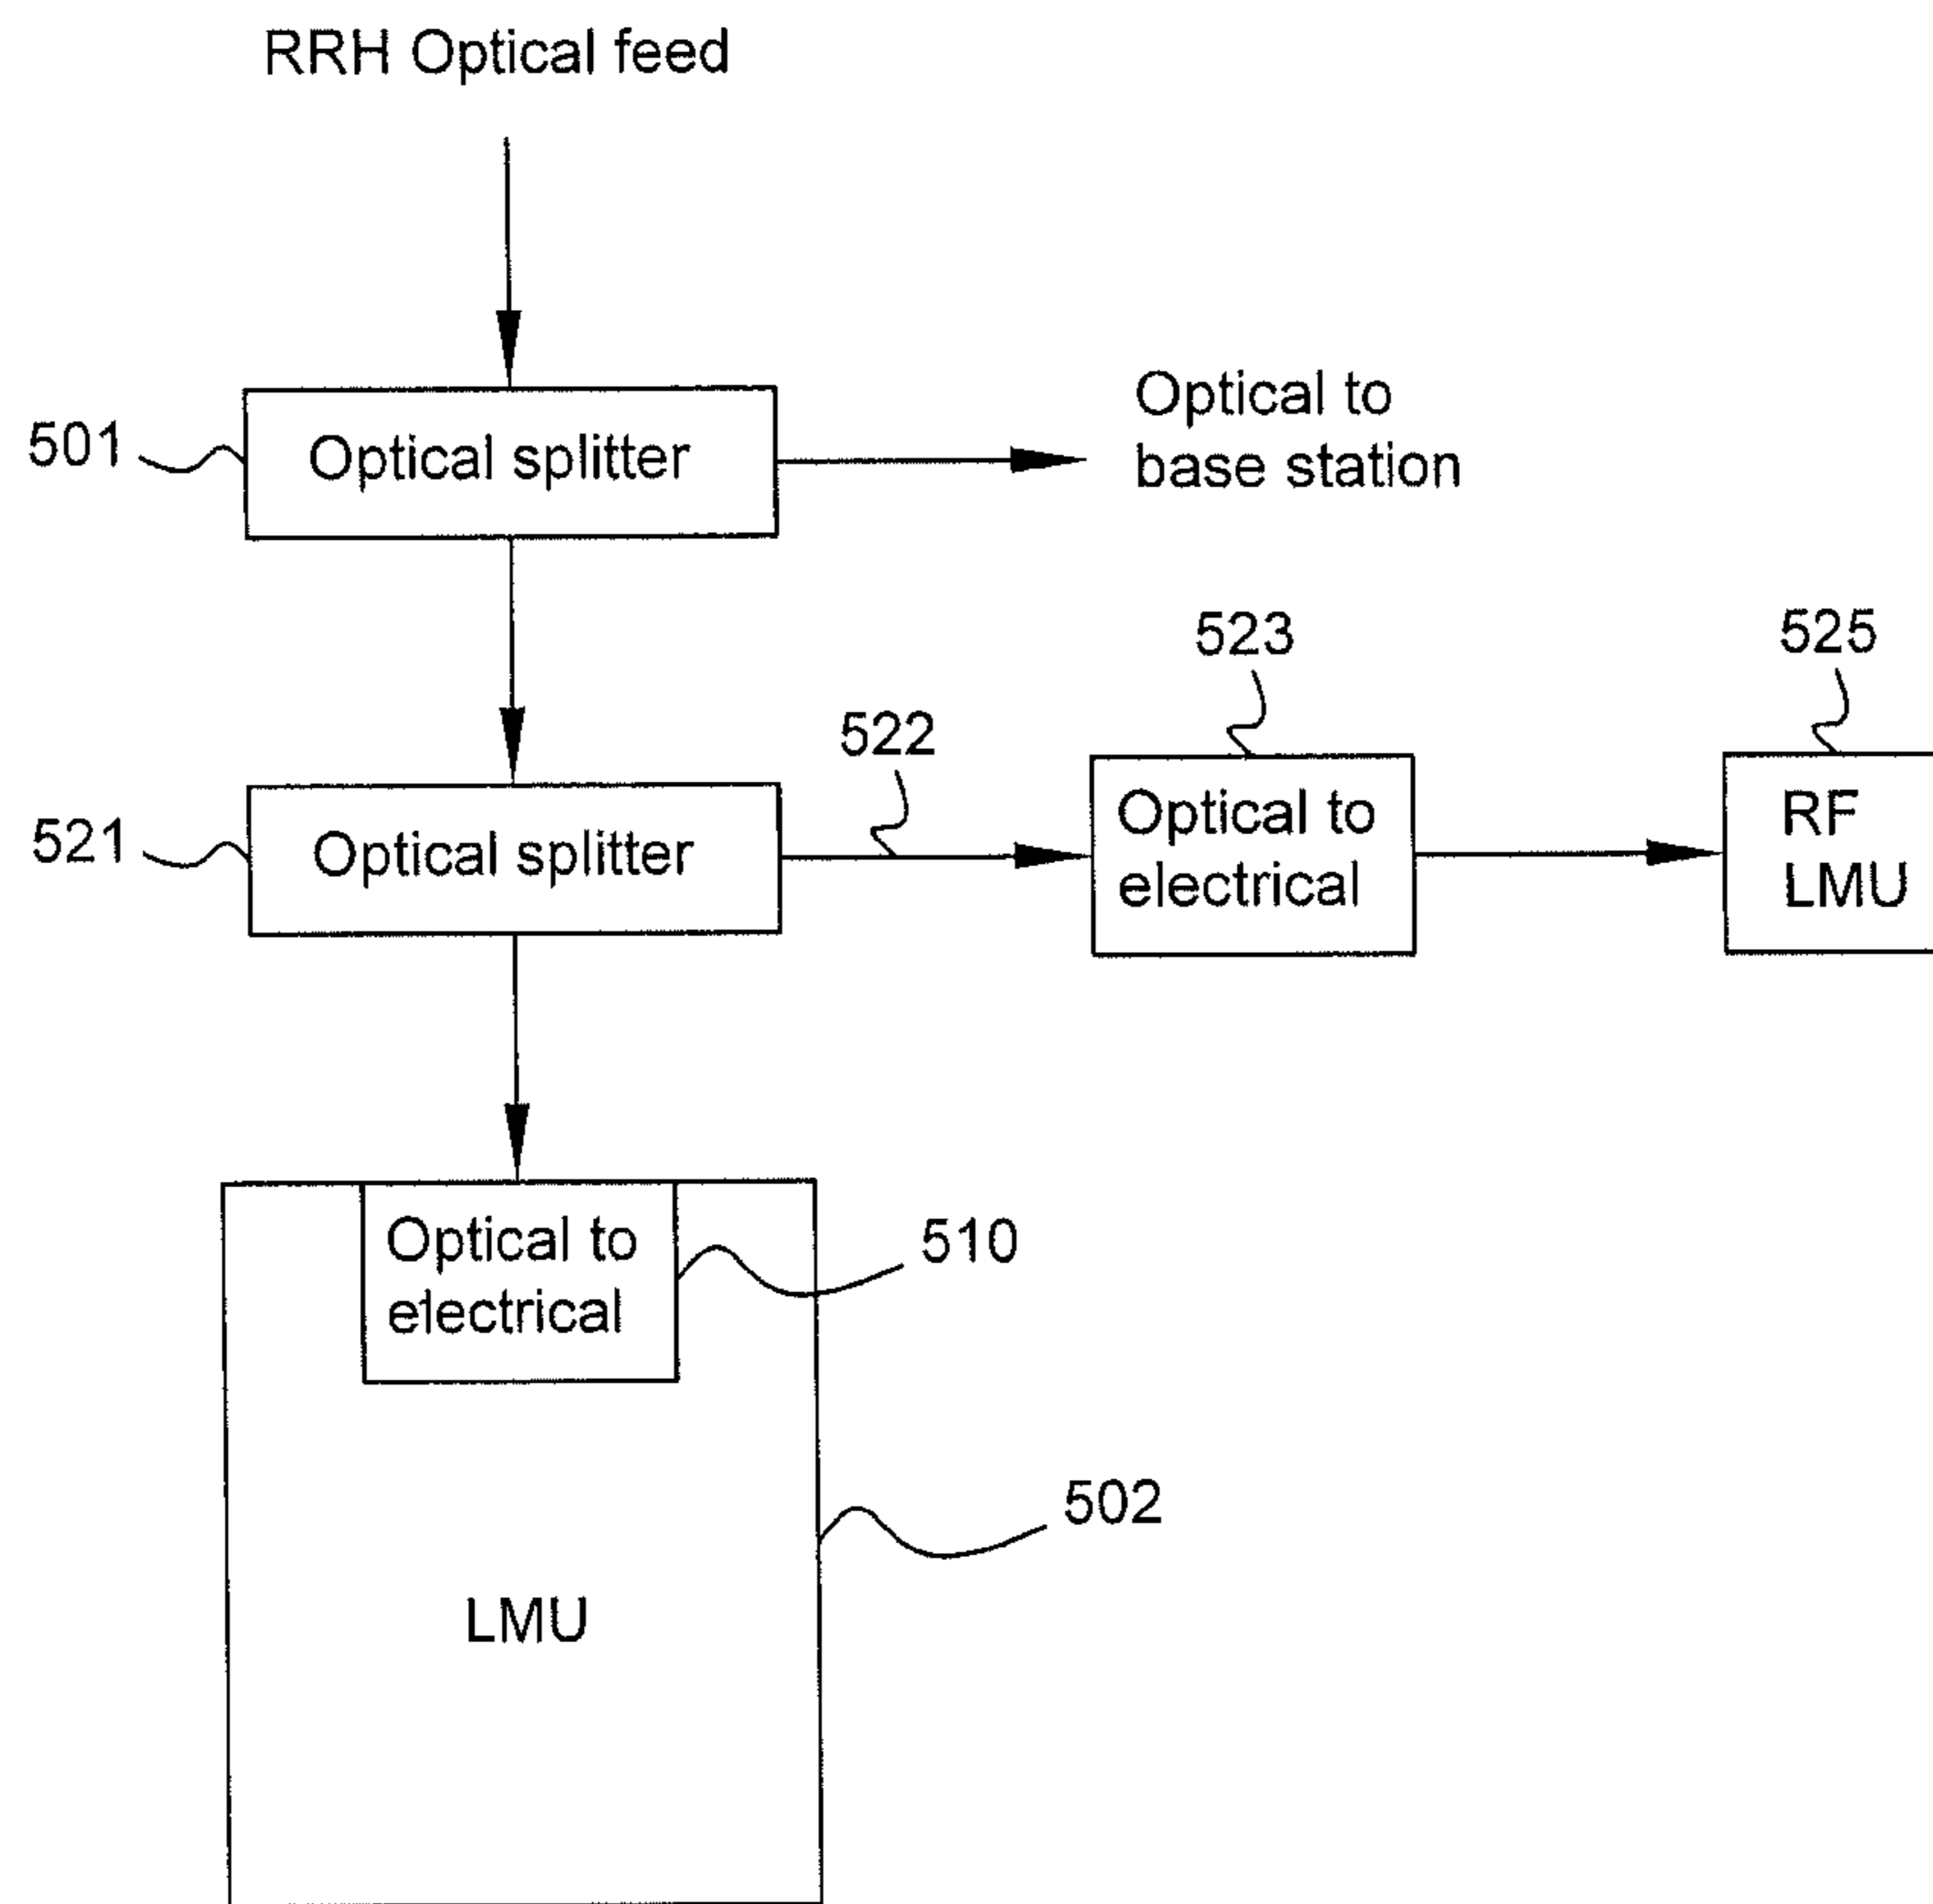 RRH Optical feed
501
Optical splitter
Optical to
base station
523
525
522
521
Optical splitter
Optical to
electrical
RF
LMU
Optical to
electrical
510
502
LMU